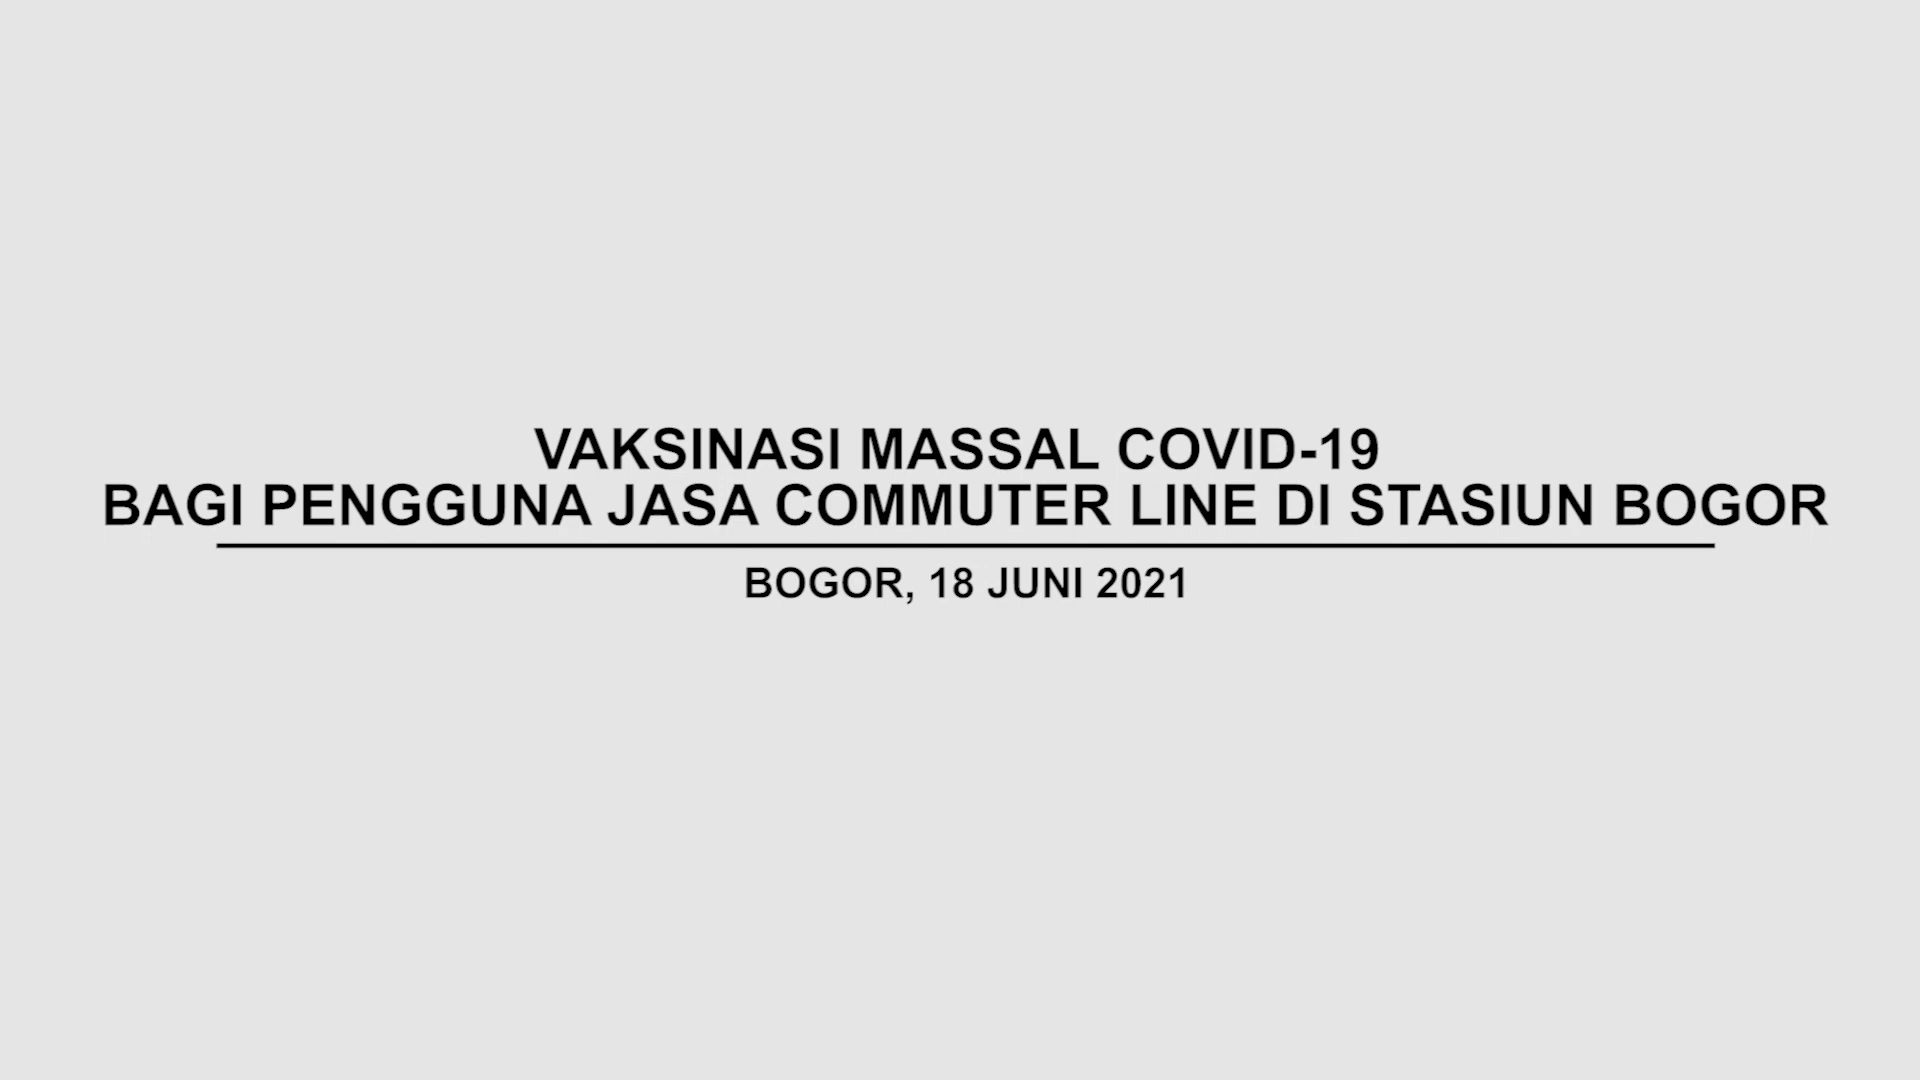 VAKSINASI MASSAL COVID-19
BAGI PENGGUNA JASA COMMUTER LINE DI STASIUN BOGOR
BOGOR, 18 JUNI 2021